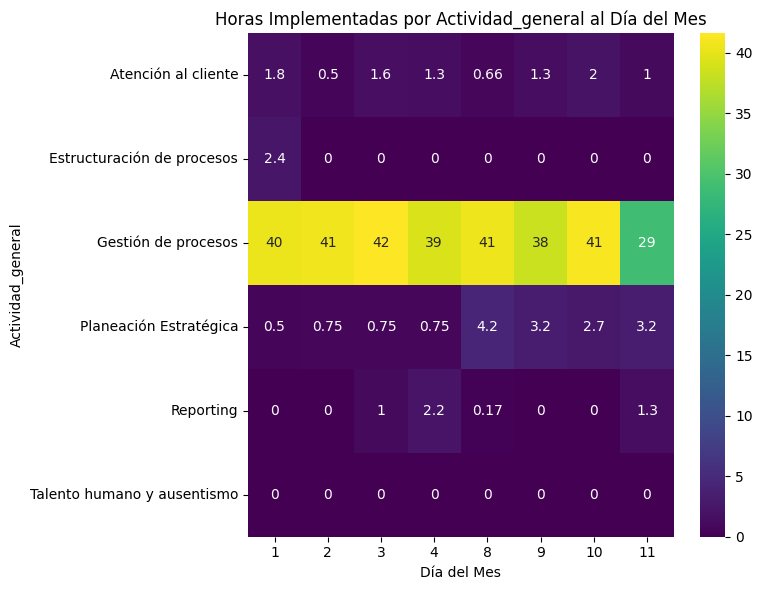 Horas Implementadas por Actividad_general al Día del Mes
Atención al cliente 1.8 0.5 1.6 1.3 0.66 1.3 2 1
Estructuración de procesos 2.4 0 0 0 0 0 0 0
Gestión de procesos 40 41 42 39 41 38 41 29
Planeación Estratégica 0.5 0.75 0.75 0.75 4.2 3.2 2.7 3.2
Reporting 0 0 1 2.2 0.17 0 0 1.3
Talento humano y ausentismo 0 0 0 0 0 0 0 0
1 2 3 4 8 9 10 11
Día del Mes
Actividad_general
40
35
30
25
20
15
10
5
0